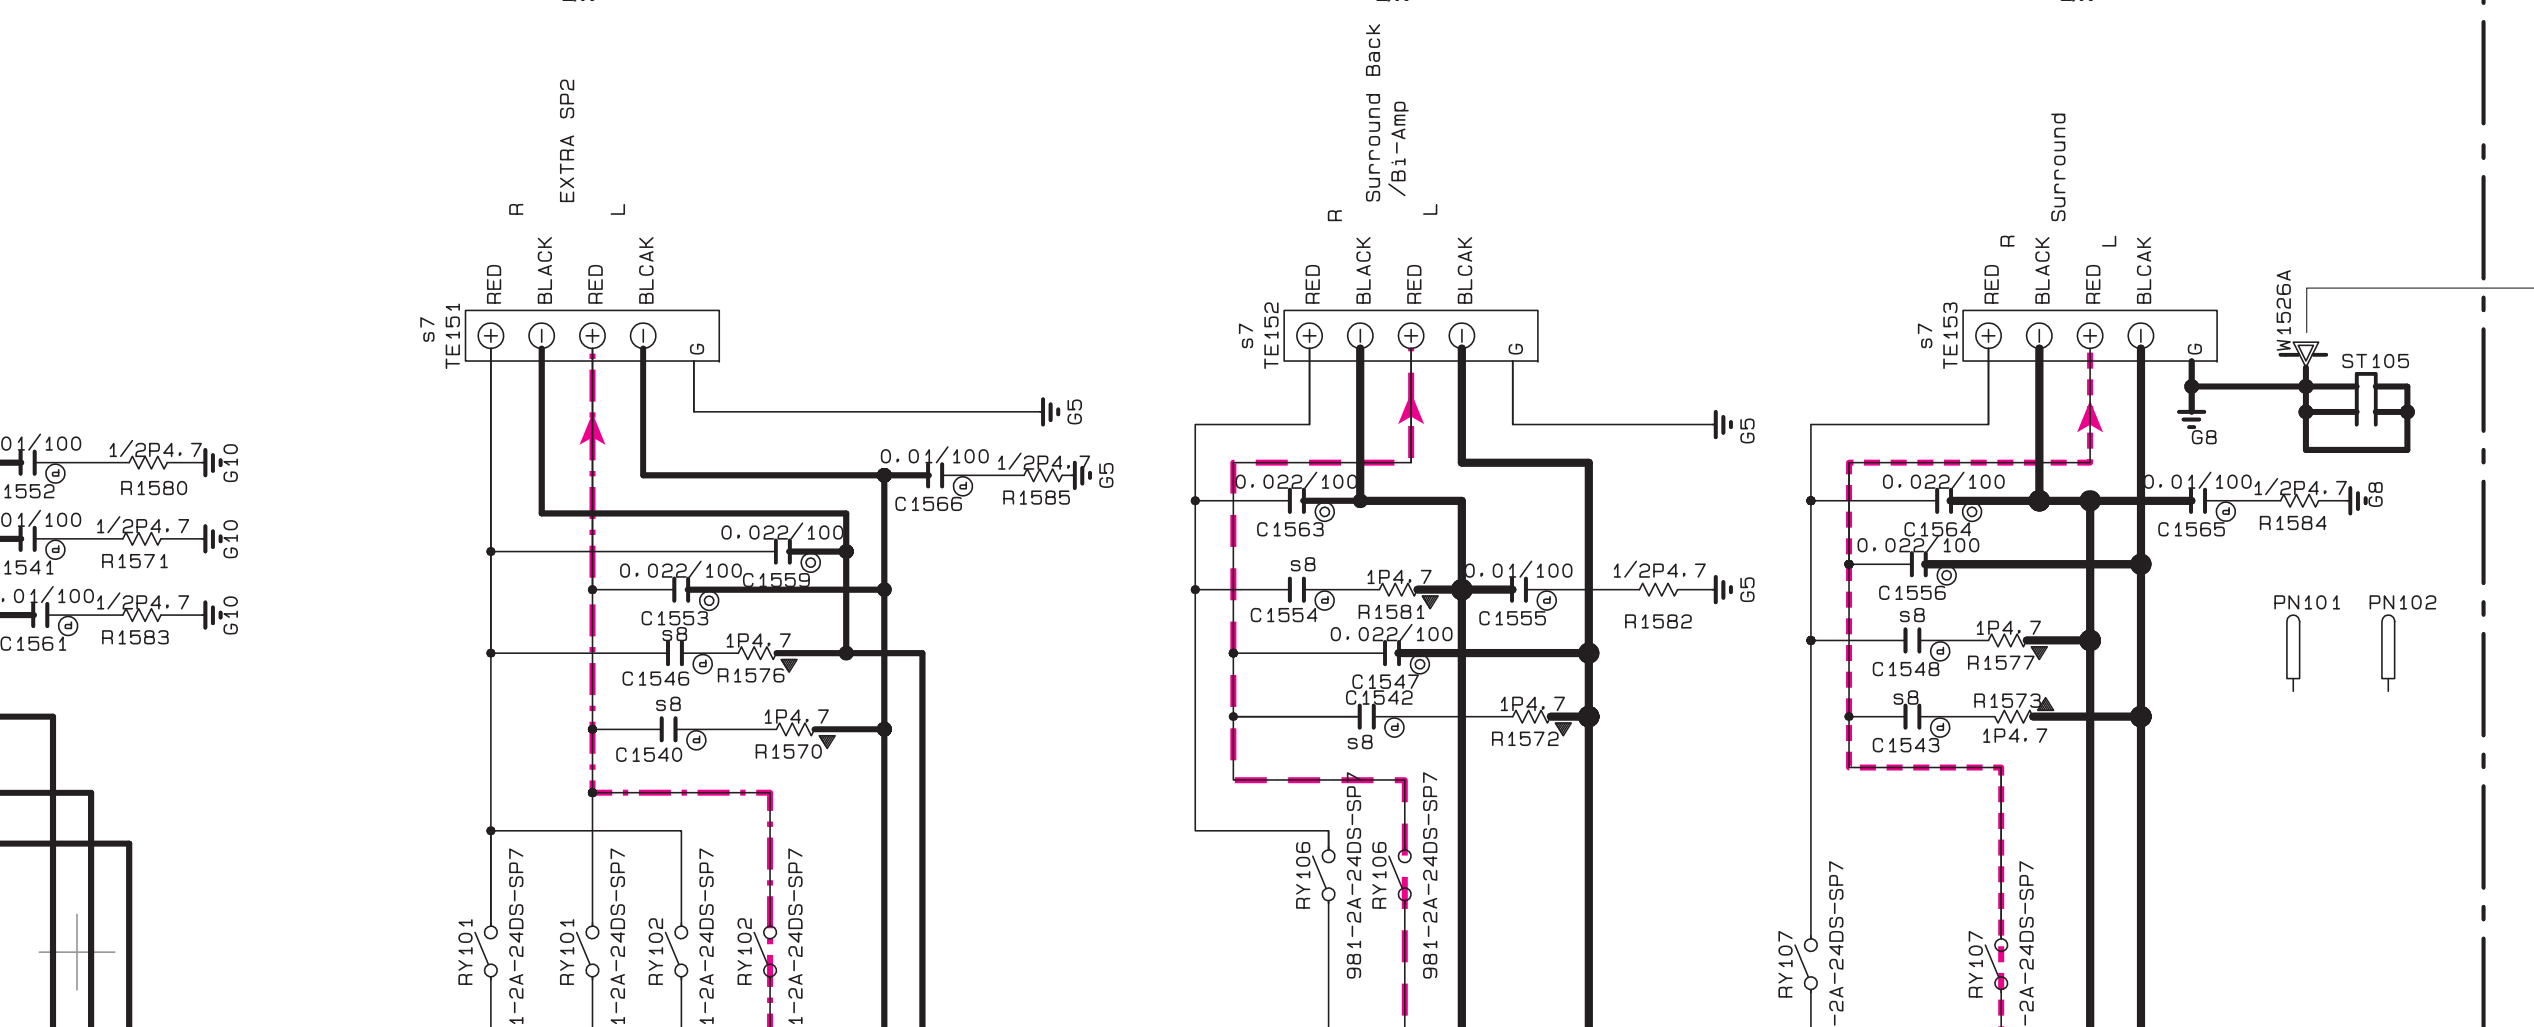 EXTRA SP2
R
L
RED
BLACK
RED
BLCAK
s7
TE151
G
G5
01/100
1/2P4.7
1552
R1580
G10
01/100
1/2P4.7
1541
R1571
G10
.01/100
1/2P4.7
C1561
R1583
G10
0.01/100
1/2P4.7
C1566
R1585
G5
0.022/100
C1559
0.022/100
C1553
s8
1P4.7
C1546
R1576
s8
1P4.7
C1540
R1570
RY101
1-2A-24DS-SP7
RY101
1-2A-24DS-SP7
RY102
1-2A-24DS-SP7
RY102
1-2A-24DS-SP7
Surround Back
/Bi-Amp
R
L
RED
BLACK
RED
BLCAK
s7
TE152
G
G5
0.022/100
C1563
s8
1P4.7
0.01/100
1/2P4.7
C1554
R1581
C1555
R1582
G5
0.022/100
C1547
C1542
1P4.7
s8
R1572
RY106
981-2A-24DS-SP7
RY106
981-2A-24DS-SP7
Surround
R
L
RED
BLACK
RED
BLCAK
s7
TE153
G
G8
W1526A
ST105
0.022/100
0.01/100
1/2P4.7
C1564
C1565
R1584
G8
0.022/100
C1556
s8
1P4.7
C1548
R1577
s8
R1573
C1543
1P4.7
PN101
PN102
RY107
-2A-24DS-SP7
RY107
-2A-24DS-SP7